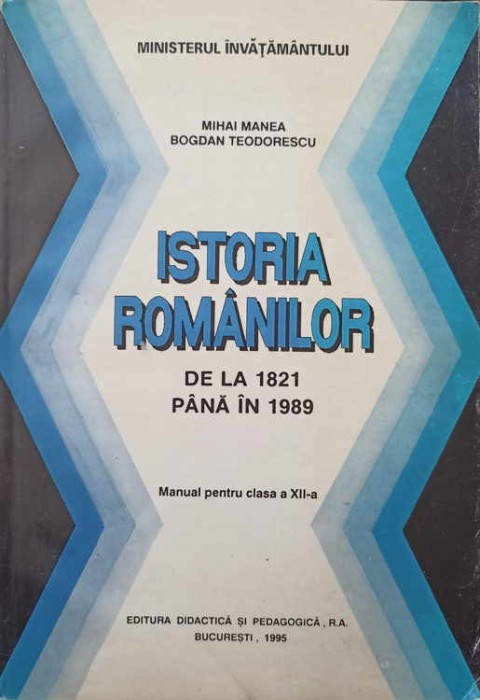 MINISTERUL ÎNVĂȚĂMÂNTULUI
MIHAI MANEA
BOGDAN TEODORESCU
ISTORIA
ROMÂNILOR
DE LA 1821
PÂNĂ ÎN 1989
Manual pentru clasa a XII-a
EDITURA DIDACTICĂ ȘI PEDAGOGICĂ, R.A.
BUCUREȘTI, 1995